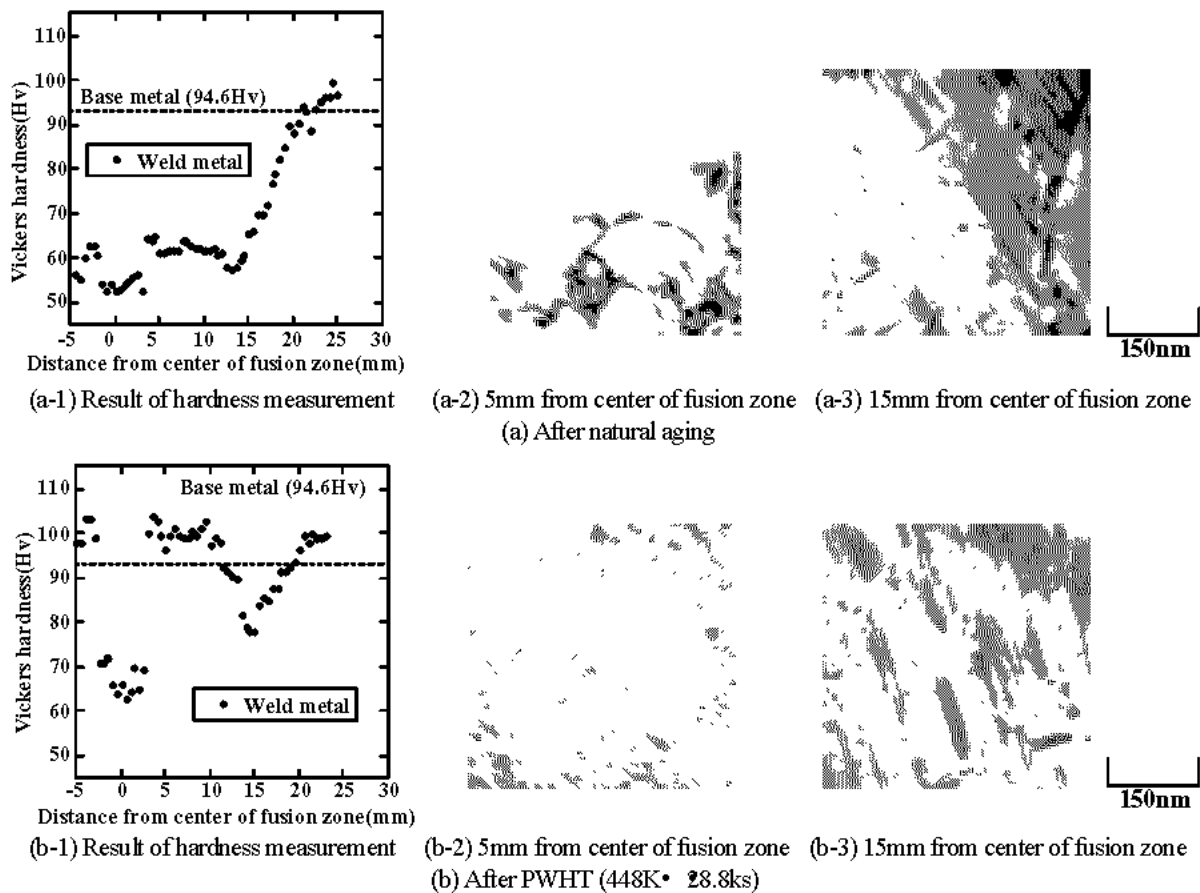 110
100
90
80
70
60
50
Vickers hardness(Hv)
Base metal (94.6Hv)
Weld metal
-5 0 5 10 15 20 25 30
Distance from center of fusion zone(mm)
150nm
(a-1) Result of hardness measurement
(a-2) 5mm from center of fusion zone
(a-3) 15mm from center of fusion zone
(a) After natural aging
110
100
90
80
70
60
50
Vickers hardness(Hv)
Base metal (94.6Hv)
Weld metal
-5 0 5 10 15 20 25 30
Distance from center of fusion zone(mm)
150nm
(b-1) Result of hardness measurement
(b-2) 5mm from center of fusion zone
(b-3) 15mm from center of fusion zone
(b) After PWHT (448K• 28.8ks)